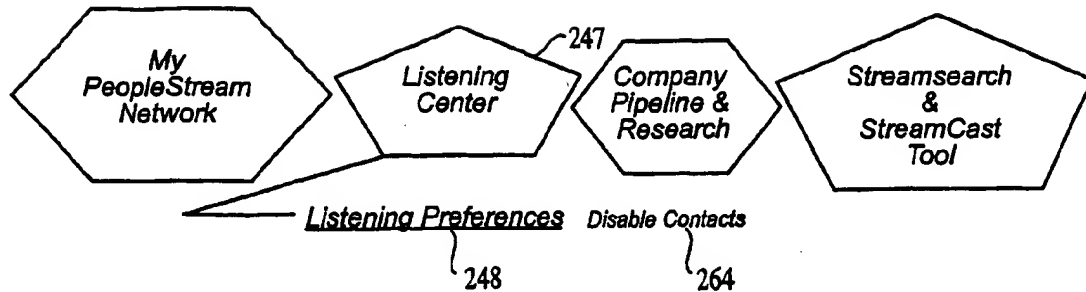 My
PeopleStream
Network
Listening
Center
247
Company
Pipeline &
Research
Streamsearch
&
StreamCast
Tool
Listening Preferences
Disable Contacts
248
264